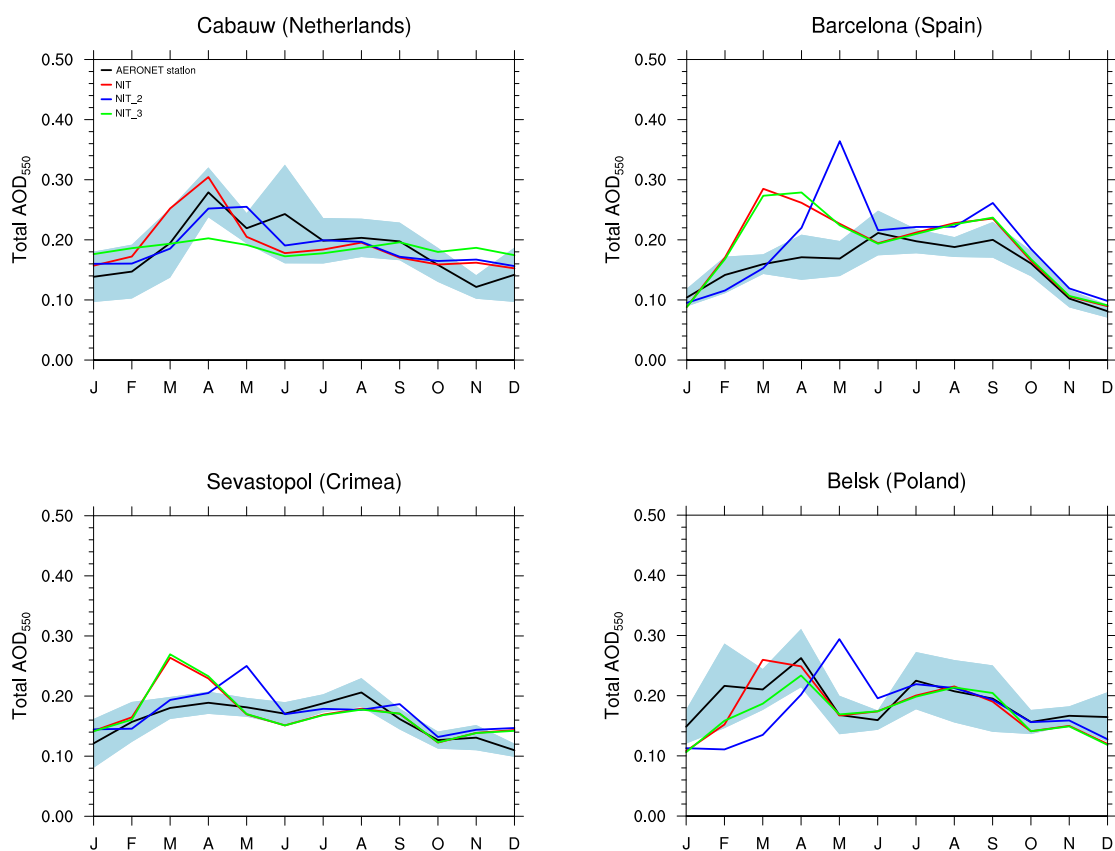 Cabauw (Netherlands)
Total AOD550
0.50
0.40
0.30
0.20
0.10
0.00
AERONET station
NIT
NIT_2
NIT_3
J F M A M J J A S O N D
Barcelona (Spain)
Total AOD550
0.50
0.40
0.30
0.20
0.10
0.00
J F M A M J J A S O N D
Sevastopol (Crimea)
Total AOD550
0.50
0.40
0.30
0.20
0.10
0.00
J F M A M J J A S O N D
Belsk (Poland)
Total AOD550
0.50
0.40
0.30
0.20
0.10
0.00
J F M A M J J A S O N D